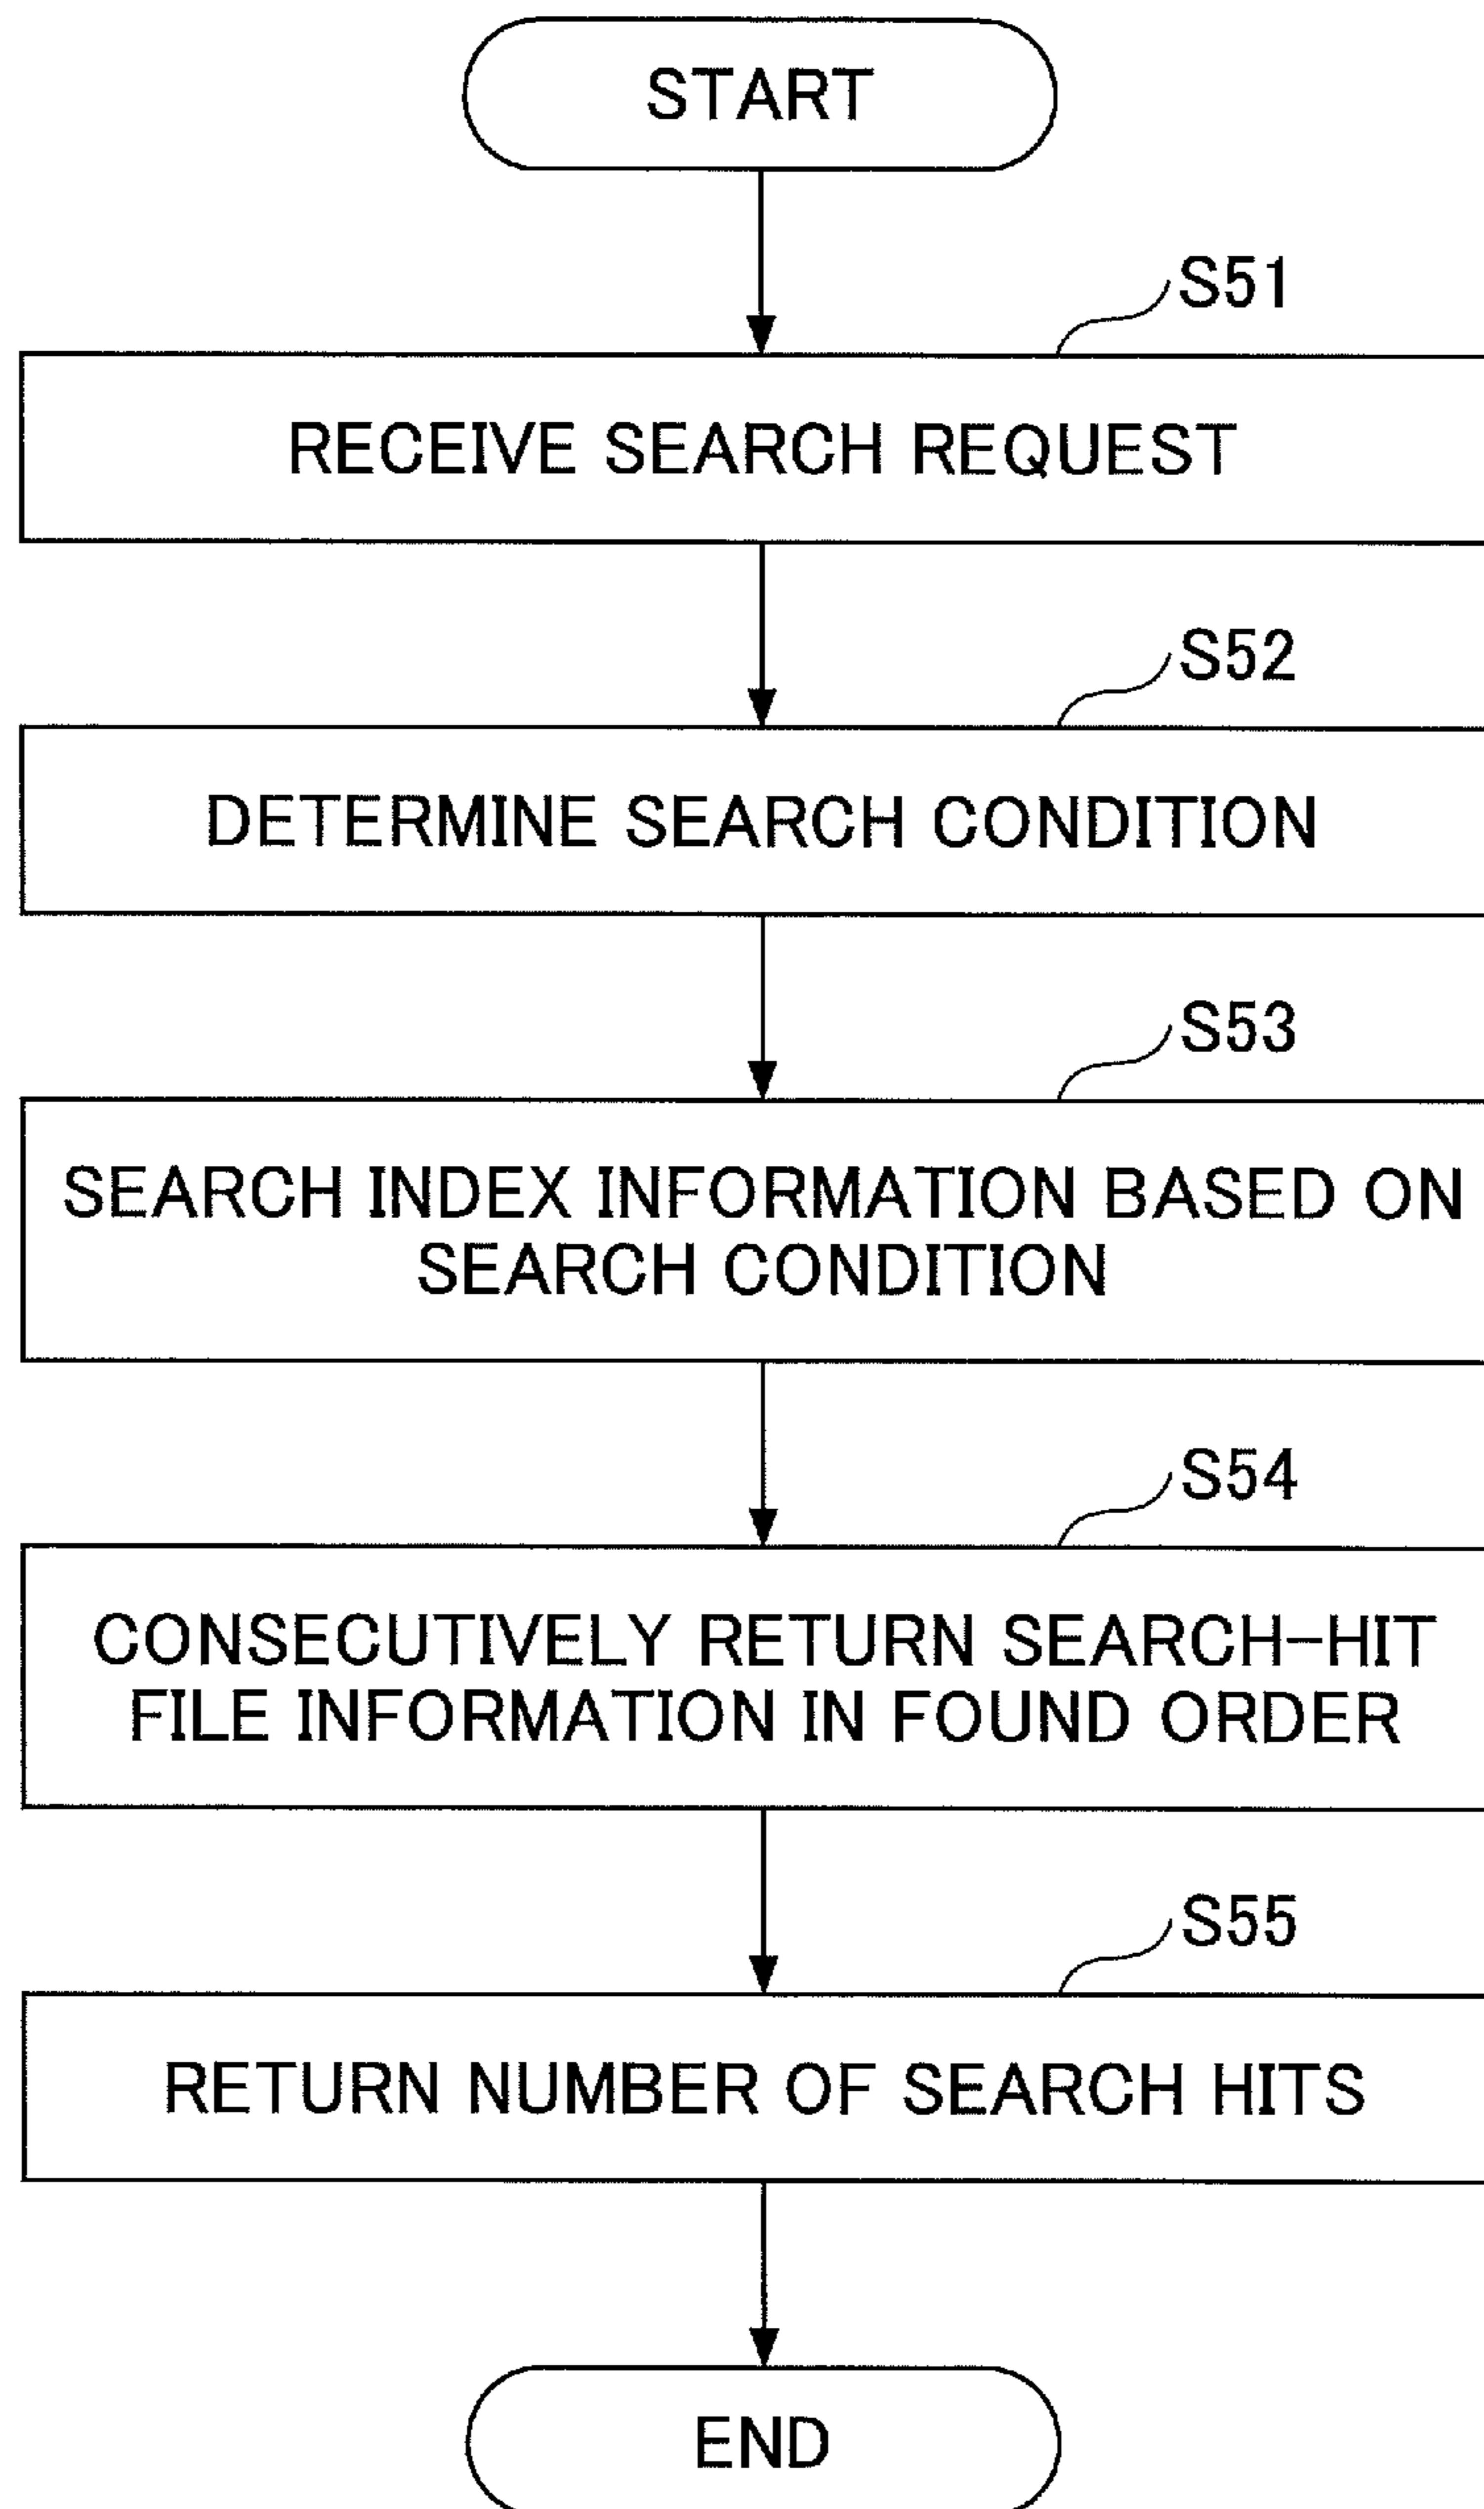 START
S51
RECEIVE SEARCH REQUEST
S52
DETERMINE SEARCH CONDITION
S53
SEARCH INDEX INFORMATION BASED ON
SEARCH CONDITION
S54
CONSECUTIVELY RETURN SEARCH-HIT
FILE INFORMATION IN FOUND ORDER
S55
RETURN NUMBER OF SEARCH HITS
END